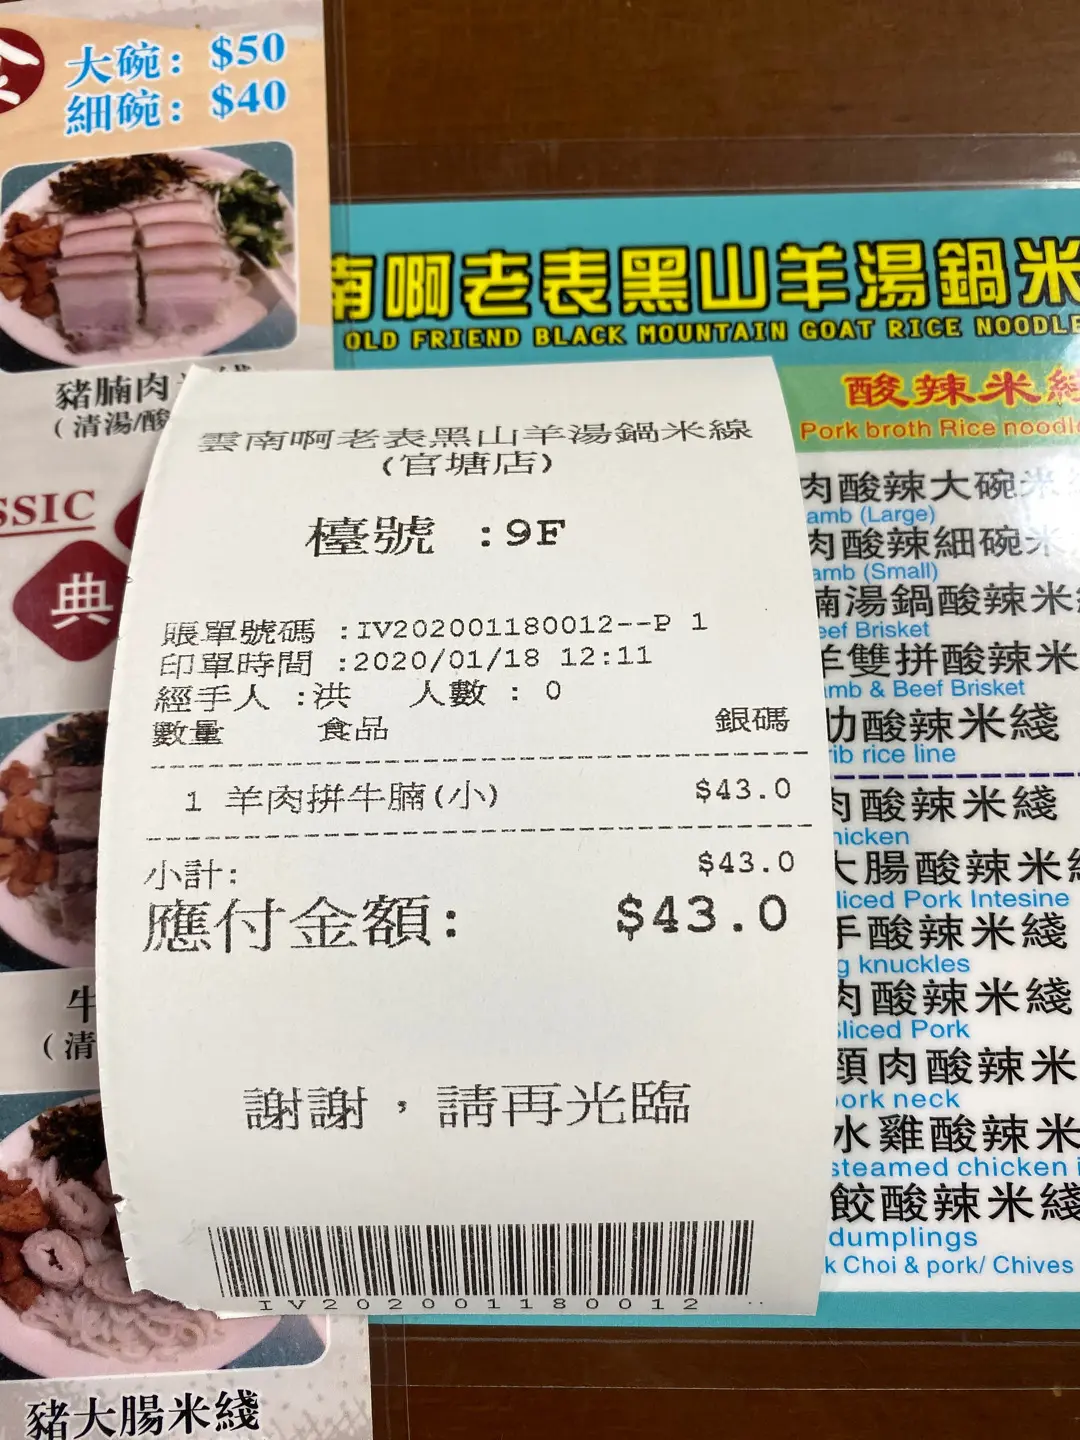 大碗：$50
細碗：$40
豬腩肉
(清湯/酸
SSIC
典
牛
(清
豬大腸米綫
南啊老表黑山羊湯鍋米
OLD FRIEND BLACK MOUNTAIN GOAT RICE NOODLE
酸辣米
Pork broth Rice noodle
肉酸辣大碗米
amb (Large)
肉酸辣細碗米
amb (Small)
腩湯鍋酸辣米
eef Brisket
羊雙拼酸辣米
amb & Beef Brisket
肋酸辣米綫
rib rice line
肉酸辣米綫
hicken
大腸酸辣米
liced Pork Intesine
手酸辣米綫
g knuckles
肉酸辣米綫
Sliced Pork
頸肉酸辣米
ork neck
水雞酸辣米
steamed chicken i
餃酸辣米綫
dumplings
k Choi & pork/ Chives
雲南啊老表黑山羊湯鍋米線
(官塘店)
檯號 :9F
賬單號碼 :IV202001180012--P 1
印單時間 :2020/01/18 12:11
經手人 :洪 人數 : 0
數量 食品 銀碼
1 羊肉拼牛腩(小) $43.0
小計: $43.0
應付金額: $43.0
謝謝，請再光臨
IV202001180012